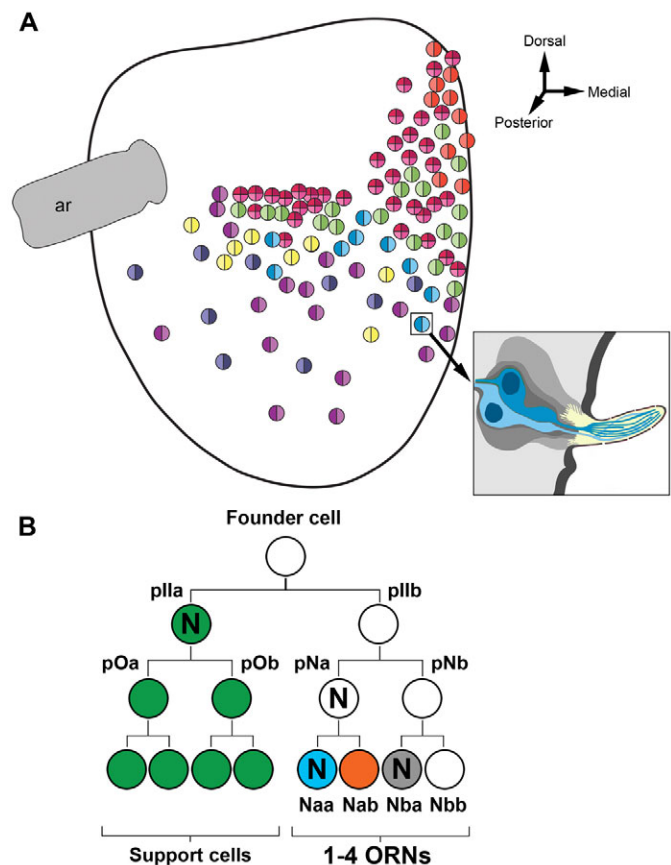 A
Dorsal
Medial
Posterior
ar
B
Founder cell
pIIa
pIIb
N
pOa
pOb
pNa
pNb
N
N
N
Naa
Nab
Nba
Nbb
Support cells
1-4 ORNs